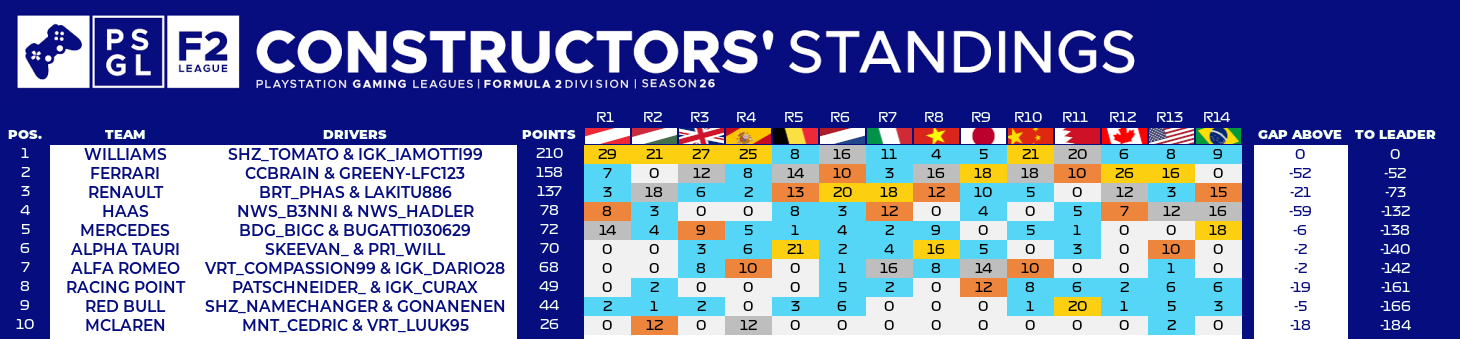 PS
GL
F2
LEAGUE
CONSTRUCTORS' STANDINGS
PLAYSTATION GAMING LEAGUES | FORMULA 2 DIVISION | SEASON 26
R1 R2 R3 R4 R5 R6 R7 R8 R9 R10 R11 R12 R13 R14
POS. TEAM DRIVERS POINTS GAP ABOVE TO LEADER
1 WILLIAMS SHZ_TOMATO & IGK_IAMOTTI99 210 29 21 27 25 8 16 11 4 5 21 20 6 8 9 0 0
2 FERRARI CCBRAIN & GREENY-LFC123 158 7 0 12 8 14 10 3 16 18 18 10 26 16 0 -52 -52
3 RENAULT BRT_PHAS & LAKITU886 137 3 18 6 2 13 20 18 12 10 5 0 12 3 15 -21 -73
4 HAAS NWS_B3NNI & NWS_HADLER 78 8 3 0 0 8 3 12 0 4 0 5 7 12 16 -59 -132
5 MERCEDES BDG_BIGC & BUGATTI030629 72 14 4 9 5 1 4 2 9 0 5 1 0 0 18 -6 -138
6 ALPHA TAURI SKEEVAN_ & PR1_WILL 70 0 0 3 6 21 2 4 16 5 0 3 0 10 0 -2 -140
7 ALFA ROMEO VRT_COMPASSION99 & IGK_DARIO28 68 0 0 8 10 0 1 16 8 14 10 0 0 1 0 -2 -142
8 RACING POINT PATSCHNEIDER_ & IGK_CURAX 49 0 2 0 0 0 5 2 0 12 8 6 2 6 6 -19 -161
9 RED BULL SHZ_NAMECHANGER & GONANENEN 44 2 1 2 0 3 6 0 0 0 1 20 1 5 3 -5 -166
10 MCLAREN MNT_CEDRIC & VRT_LUUK95 26 0 12 0 12 0 0 0 0 0 0 0 0 2 0 -18 -184